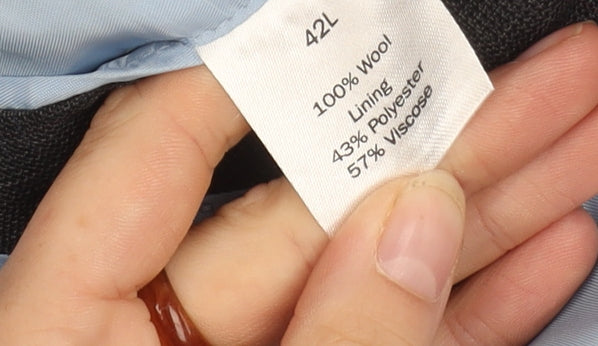 42L
100% Wool
Lining
43% Polyester
57% Viscose